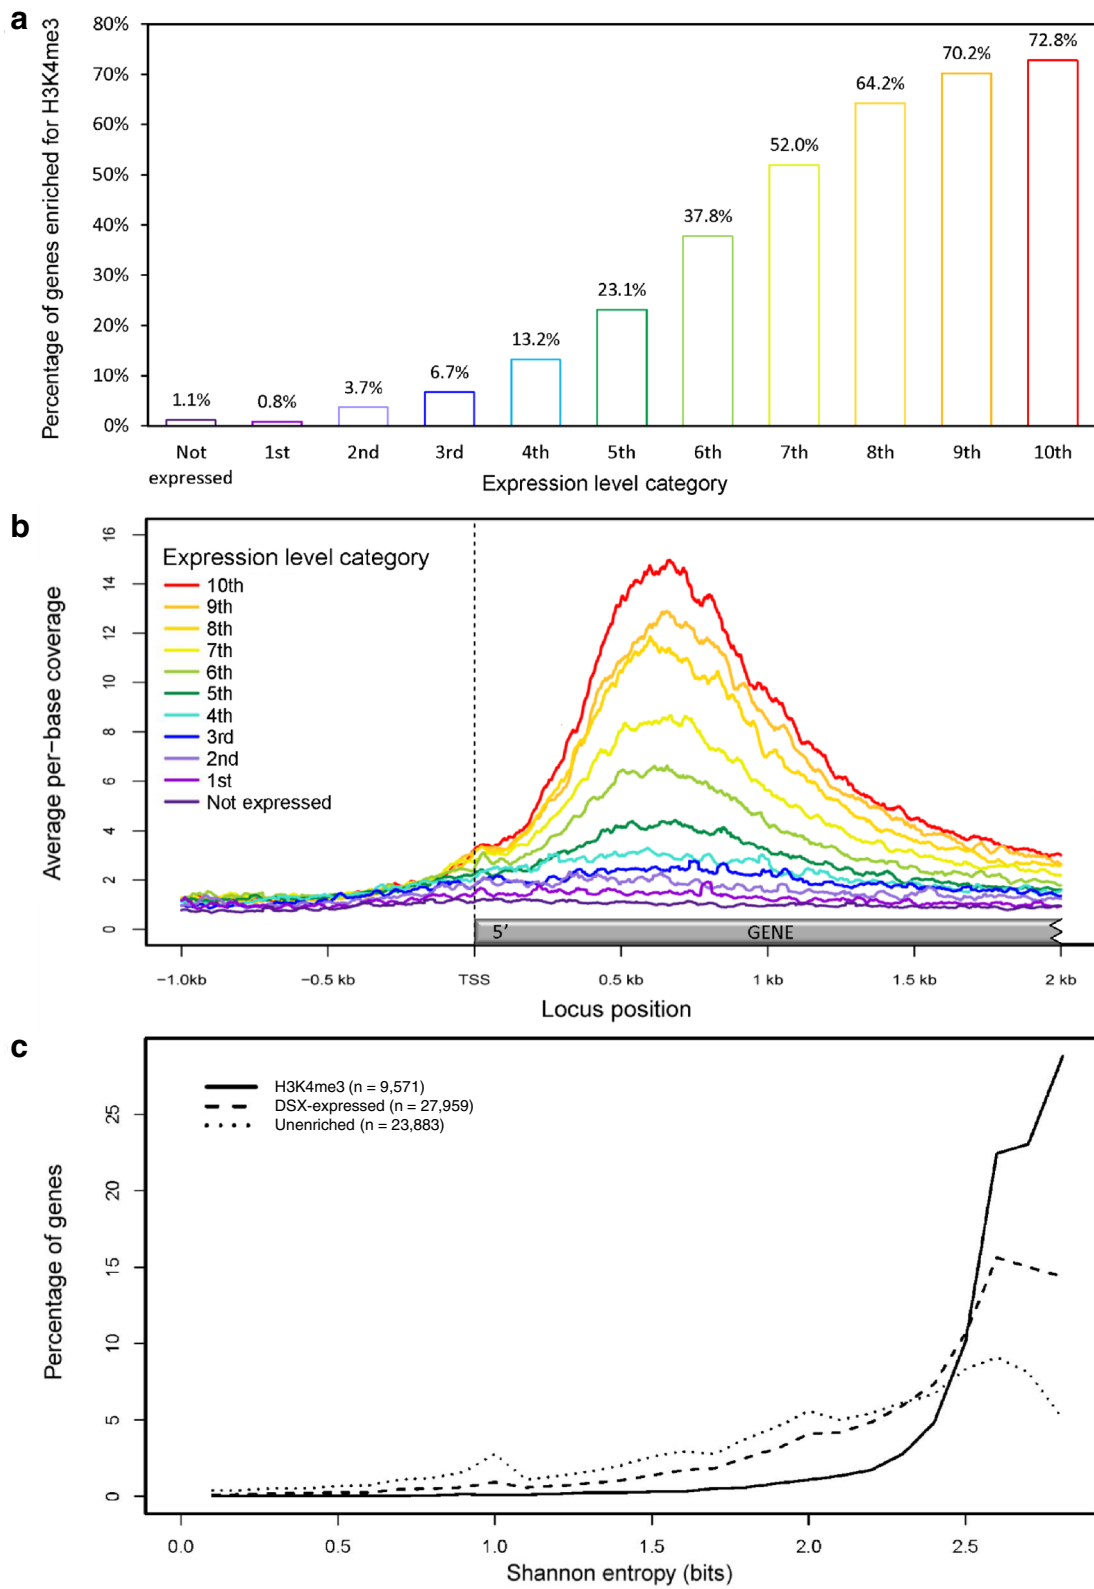 a
Percentage of genes enriched for H3K4me3
80%
70%
60%
50%
40%
30%
20%
10%
0%
1.1%
0.8%
3.7%
6.7%
13.2%
23.1%
37.8%
52.0%
64.2%
70.2%
72.8%
Not expressed
1st
2nd
3rd
4th
5th
6th
7th
8th
9th
10th
Expression level category
b
Average per-base coverage
16
14
12
10
8
6
4
2
0
Expression level category
10th
9th
8th
7th
6th
5th
4th
3rd
2nd
1st
Not expressed
5’
GENE
−1.0kb
−0.5 kb
TSS
0.5 kb
1 kb
1.5 kb
2 kb
Locus position
c
Percentage of genes
25
20
15
10
5
0
H3K4me3 (n = 9,571)
DSX-expressed (n = 27,959)
Unenriched (n = 23,883)
0.0
0.5
1.0
1.5
2.0
2.5
Shannon entropy (bits)